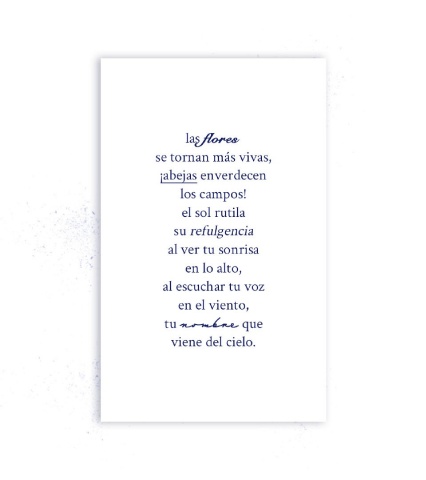 las flores
se tornan más vivas,
¡abejas enverdecen
los campos!
el sol rutila
su refulgencia
al ver tu sonrisa
en lo alto,
al escuchar tu voz
en el viento,
tu nombre que
viene del cielo.